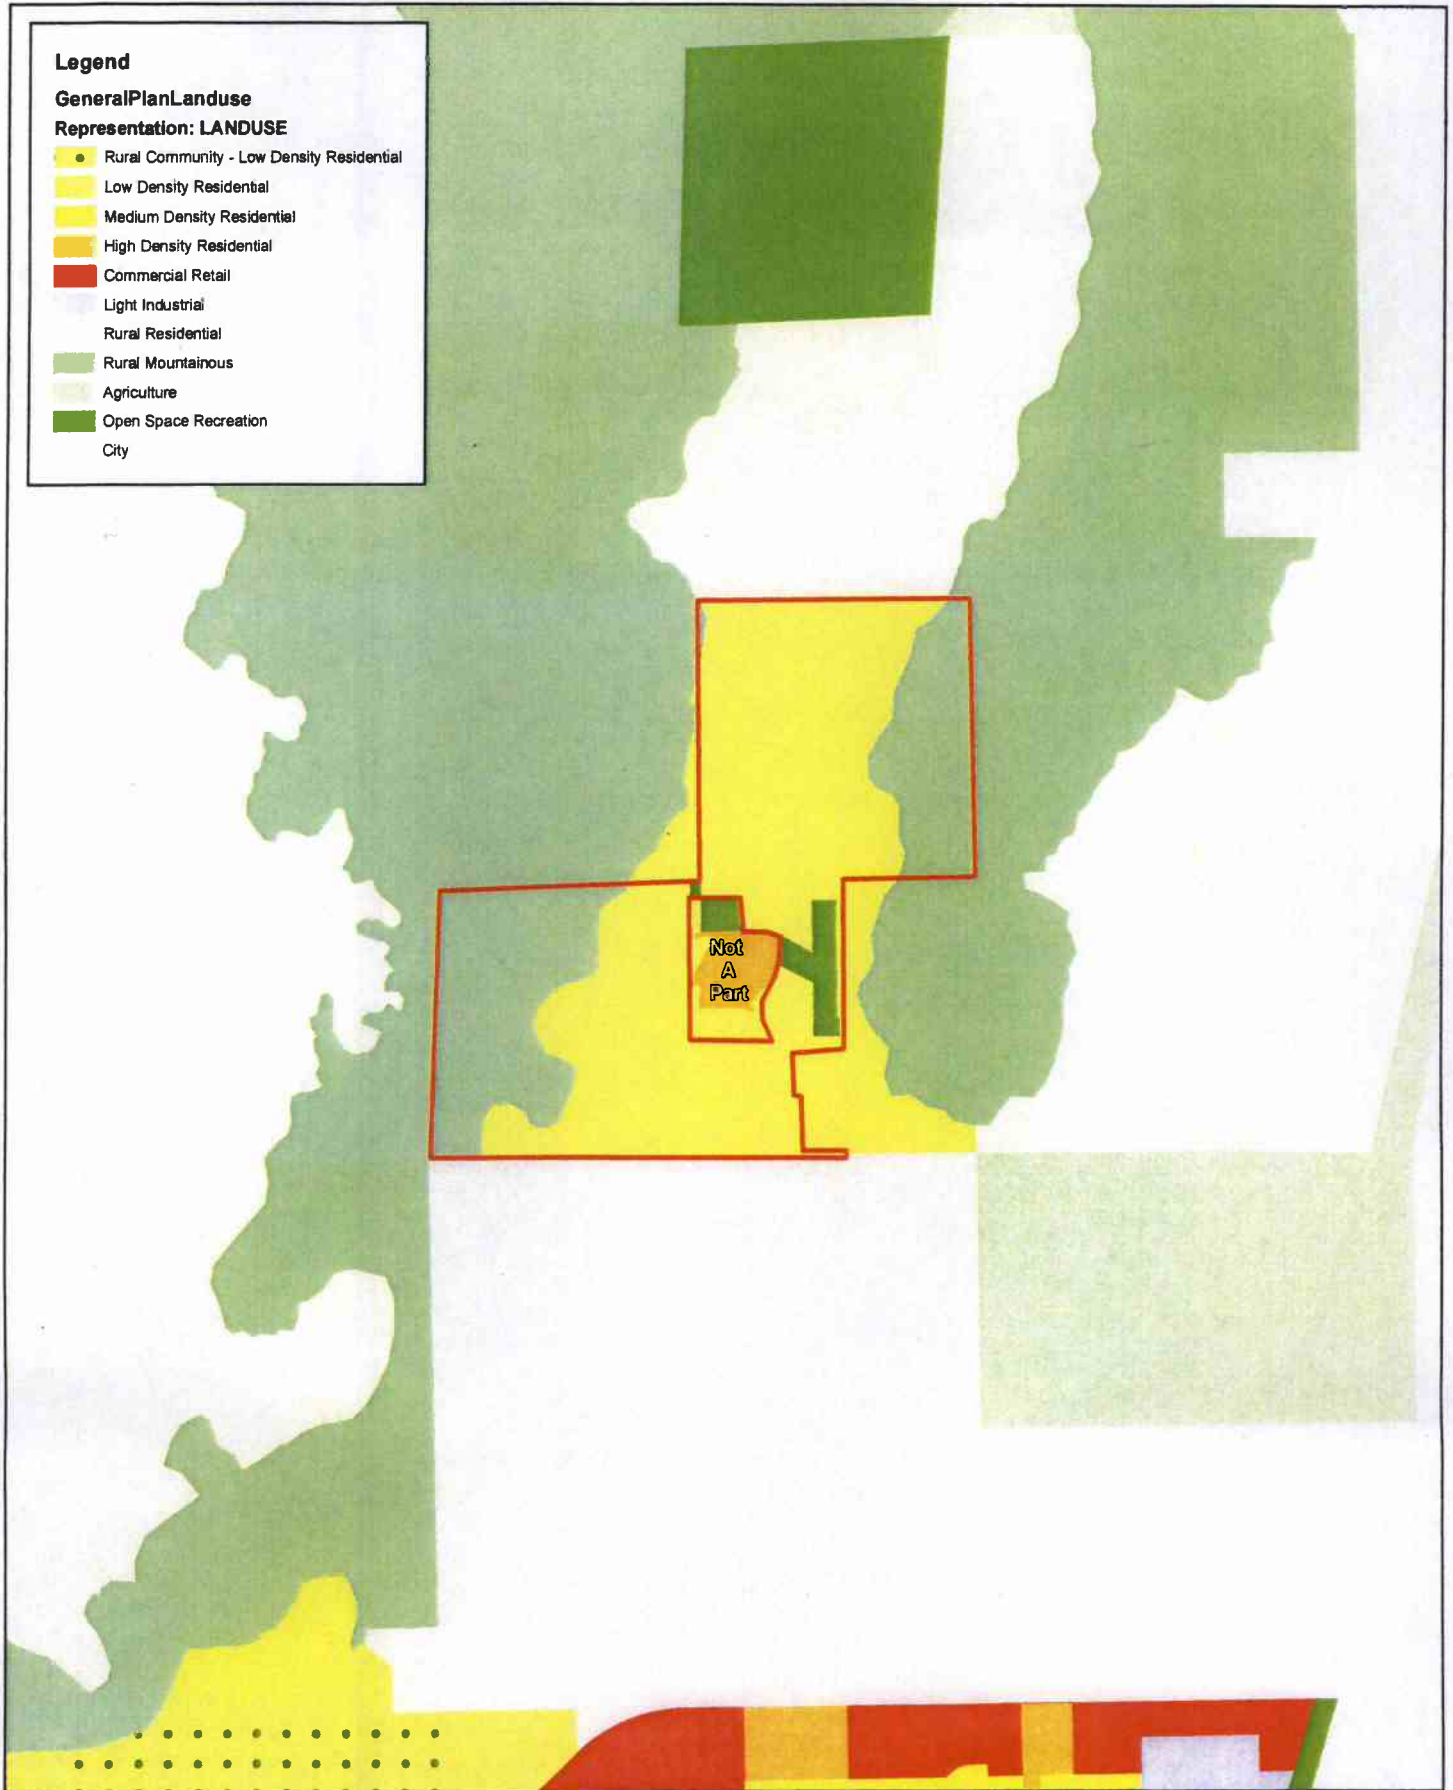 Legend
GeneralPlanLanduse
Representation: LANDUSE
Rural Community - Low Density Residential
Low Density Residential
Medium Density Residential
High Density Residential
Commercial Retail
Light Industrial
Rural Residential
Rural Mountainous
Agriculture
Open Space Recreation
City
Not
A
Part